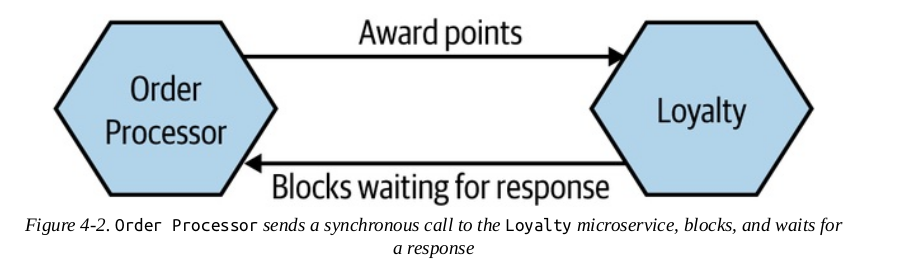 Award points
Order
Processor
Loyalty
Blocks waiting for response
Figure 4-2. Order Processor sends a synchronous call to the Loyalty microservice, blocks, and waits for
a response